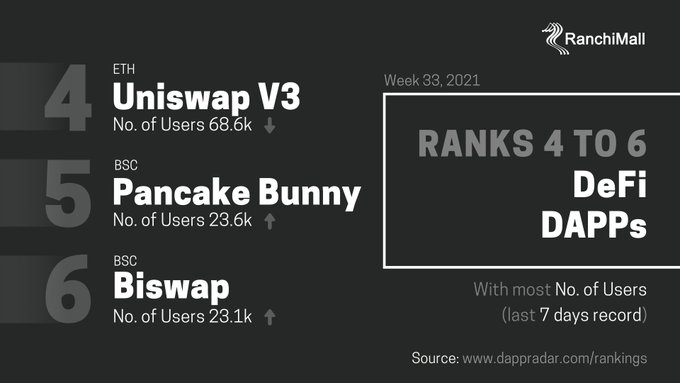 RanchiMall
4
ETH
Uniswap V3
No. of Users 68.6k
5
BSC
Pancake Bunny
No. of Users 23.6k
6
BSC
Biswap
No. of Users 23.1k
Week 33, 2021
RANKS 4 TO 6
DeFi
DAPPs
With most No. of Users
(last 7 days record)
Source: www.dappradar.com/rankings